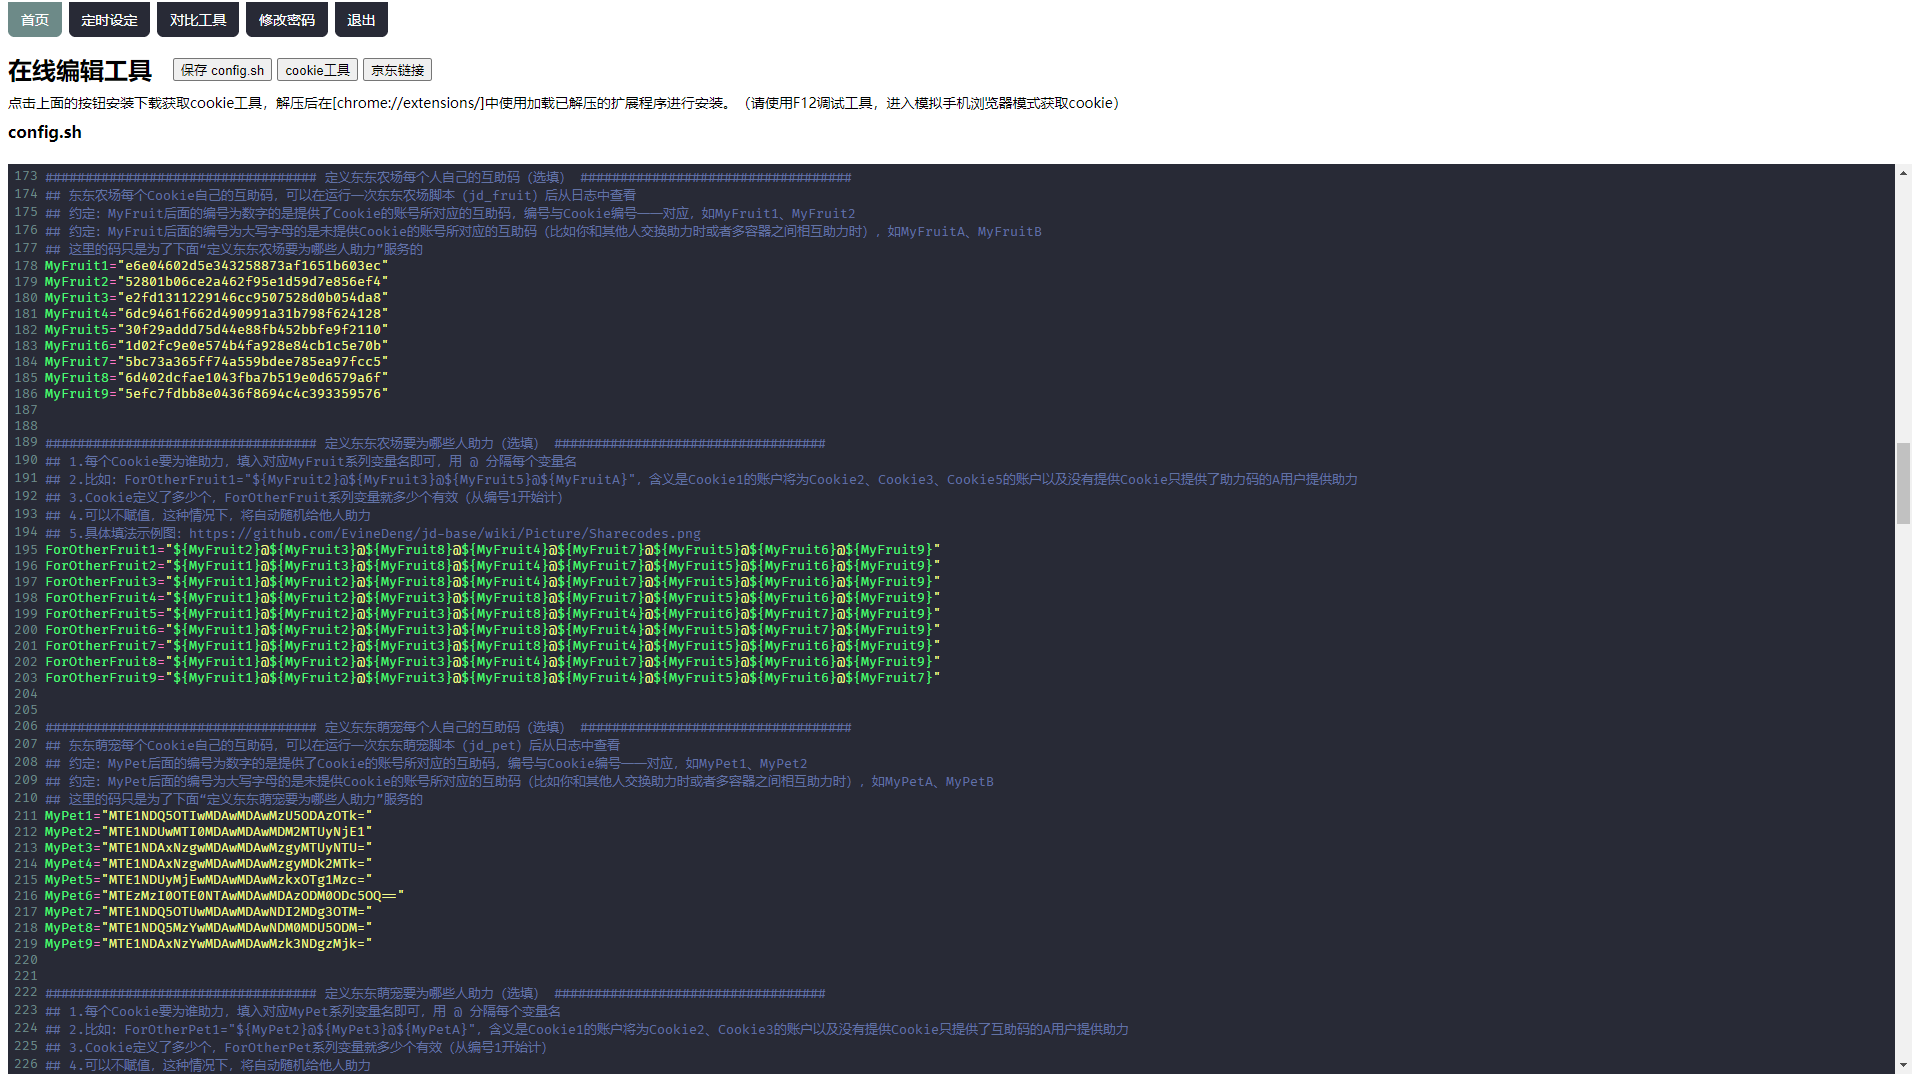 首页 定时设定 对比工具 修改密码 退出
在线编辑工具 保存 config.sh cookie工具 京东链接
点击上面的按钮安装下载获取cookie工具，解压后在[chrome://extensions/]中使用加载已解压的扩展程序进行安装。（请使用F12调试工具，进入模拟手机浏览器模式获取cookie）
config.sh
173 ################################## 定义东东农场每个人自己的互助码（选填） ##################################
174 ## 东东农场每个Cookie自己的互助码，可以在运行一次东东农场脚本（jd_fruit）后从日志中查看
175 ## 约定：MyFruit后面的编号为数字的是提供了Cookie的账号所对应的互助码，编号与Cookie编号一一对应，如MyFruit1、MyFruit2
176 ## 约定：MyFruit后面的编号为大写字母的是未提供Cookie的账号所对应的互助码（比如你和其他人交换助力时或者多容器之间相互助力时），如MyFruitA、MyFruitB
177 ## 这里的码只是为了下面“定义东东农场要为哪些人助力”服务的
178 MyFruit1="e6e04602d5e343258873af1651b603ec"
179 MyFruit2="52801b06ce2a462f95e1d59d7e856ef4"
180 MyFruit3="e2fd1311229146cc9507528d0b054da8"
181 MyFruit4="6dc9461f662d490991a31b798f624128"
182 MyFruit5="30f29addd75d44e88fb452bbfe9f2110"
183 MyFruit6="1d02fc9e0e574b4fa928e84cb1c5e70b"
184 MyFruit7="5bc73a365ff74a559bdee785ea97fcc5"
185 MyFruit8="6d402dcfae1043fba7b519e0d6579a6f"
186 MyFruit9="5efc7fdbb8e0436f8694c4c393359576"
187
188
189 ################################## 定义东东农场要为哪些人助力（选填） ##################################
190 ## 1.每个Cookie要为谁助力，填入对应MyFruit系列变量名即可，用 @ 分隔每个变量名
191 ## 2.比如：ForOtherFruit1="${MyFruit2}@${MyFruit3}@${MyFruit5}@${MyFruitA}"，含义是Cookie1的账户将为Cookie2、Cookie3、Cookie5的账户以及没有提供Cookie只提供了助力码的A用户提供助力
192 ## 3.Cookie定义了多少个，ForOtherFruit系列变量就多少个有效（从编号1开始计）
193 ## 4.可以不赋值，这种情况下，将自动随机给他人助力
194 ## 5.具体填法示例图：https://github.com/EvineDeng/jd-base/wiki/Picture/Sharecodes.png
195 ForOtherFruit1="${MyFruit2}@${MyFruit3}@${MyFruit8}@${MyFruit4}@${MyFruit7}@${MyFruit5}@${MyFruit6}@${MyFruit9}"
196 ForOtherFruit2="${MyFruit1}@${MyFruit3}@${MyFruit8}@${MyFruit4}@${MyFruit7}@${MyFruit5}@${MyFruit6}@${MyFruit9}"
197 ForOtherFruit3="${MyFruit1}@${MyFruit2}@${MyFruit8}@${MyFruit4}@${MyFruit7}@${MyFruit5}@${MyFruit6}@${MyFruit9}"
198 ForOtherFruit4="${MyFruit1}@${MyFruit2}@${MyFruit3}@${MyFruit8}@${MyFruit7}@${MyFruit5}@${MyFruit6}@${MyFruit9}"
199 ForOtherFruit5="${MyFruit1}@${MyFruit2}@${MyFruit3}@${MyFruit8}@${MyFruit4}@${MyFruit6}@${MyFruit7}@${MyFruit9}"
200 ForOtherFruit6="${MyFruit1}@${MyFruit2}@${MyFruit3}@${MyFruit8}@${MyFruit4}@${MyFruit5}@${MyFruit7}@${MyFruit9}"
201 ForOtherFruit7="${MyFruit1}@${MyFruit2}@${MyFruit3}@${MyFruit8}@${MyFruit4}@${MyFruit5}@${MyFruit6}@${MyFruit9}"
202 ForOtherFruit8="${MyFruit1}@${MyFruit2}@${MyFruit3}@${MyFruit4}@${MyFruit7}@${MyFruit5}@${MyFruit6}@${MyFruit9}"
203 ForOtherFruit9="${MyFruit1}@${MyFruit2}@${MyFruit3}@${MyFruit8}@${MyFruit4}@${MyFruit5}@${MyFruit6}@${MyFruit7}"
204
205
206 ################################## 定义东东萌宠每个人自己的互助码（选填） ##################################
207 ## 东东萌宠每个Cookie自己的互助码，可以在运行一次东东萌宠脚本（jd_pet）后从日志中查看
208 ## 约定：MyPet后面的编号为数字的是提供了Cookie的账号所对应的互助码，编号与Cookie编号一一对应，如MyPet1、MyPet2
209 ## 约定：MyPet后面的编号为大写字母的是未提供Cookie的账号所对应的互助码（比如你和其他人交换助力时或者多容器之间相互助力时），如MyPetA、MyPetB
210 ## 这里的码只是为了下面“定义东东萌宠要为哪些人助力”服务的
211 MyPet1="MTE1NDQ5OTIwMDAwMDAwMzU5ODAzOTk="
212 MyPet2="MTE1NDUwMTI0MDAwMDAwMDM2MTUyNjE1"
213 MyPet3="MTE1NDAxNzgwMDAwMDAwMzgyMTUyNTU="
214 MyPet4="MTE1NDAxNzgwMDAwMDAwMzgyMDk2MTk="
215 MyPet5="MTE1NDUyMjEwMDAwMDAwMzkxOTg1Mzc="
216 MyPet6="MTEzMzI0OTE0NTAwMDAwMDAzODM0ODc5OQ=="
217 MyPet7="MTE1NDQ5OTUwMDAwMDAwNDI2MDg3OTM="
218 MyPet8="MTE1NDQ5MzYwMDAwMDAwNDM0MDU5ODM="
219 MyPet9="MTE1NDAxNzYwMDAwMDAwMzk3NDgzMjk="
220
221
222 ################################## 定义东东萌宠要为哪些人助力（选填） ##################################
223 ## 1.每个Cookie要为谁助力，填入对应MyPet系列变量名即可，用 @ 分隔每个变量名
224 ## 2.比如：ForOtherPet1="${MyPet2}@${MyPet3}@${MyPetA}"，含义是Cookie1的账户将为Cookie2、Cookie3的账户以及没有提供Cookie只提供了互助码的A用户提供助力
225 ## 3.Cookie定义了多少个，ForOtherPet系列变量就多少个有效（从编号1开始计）
226 ## 4.可以不赋值，这种情况下，将自动随机给他人助力